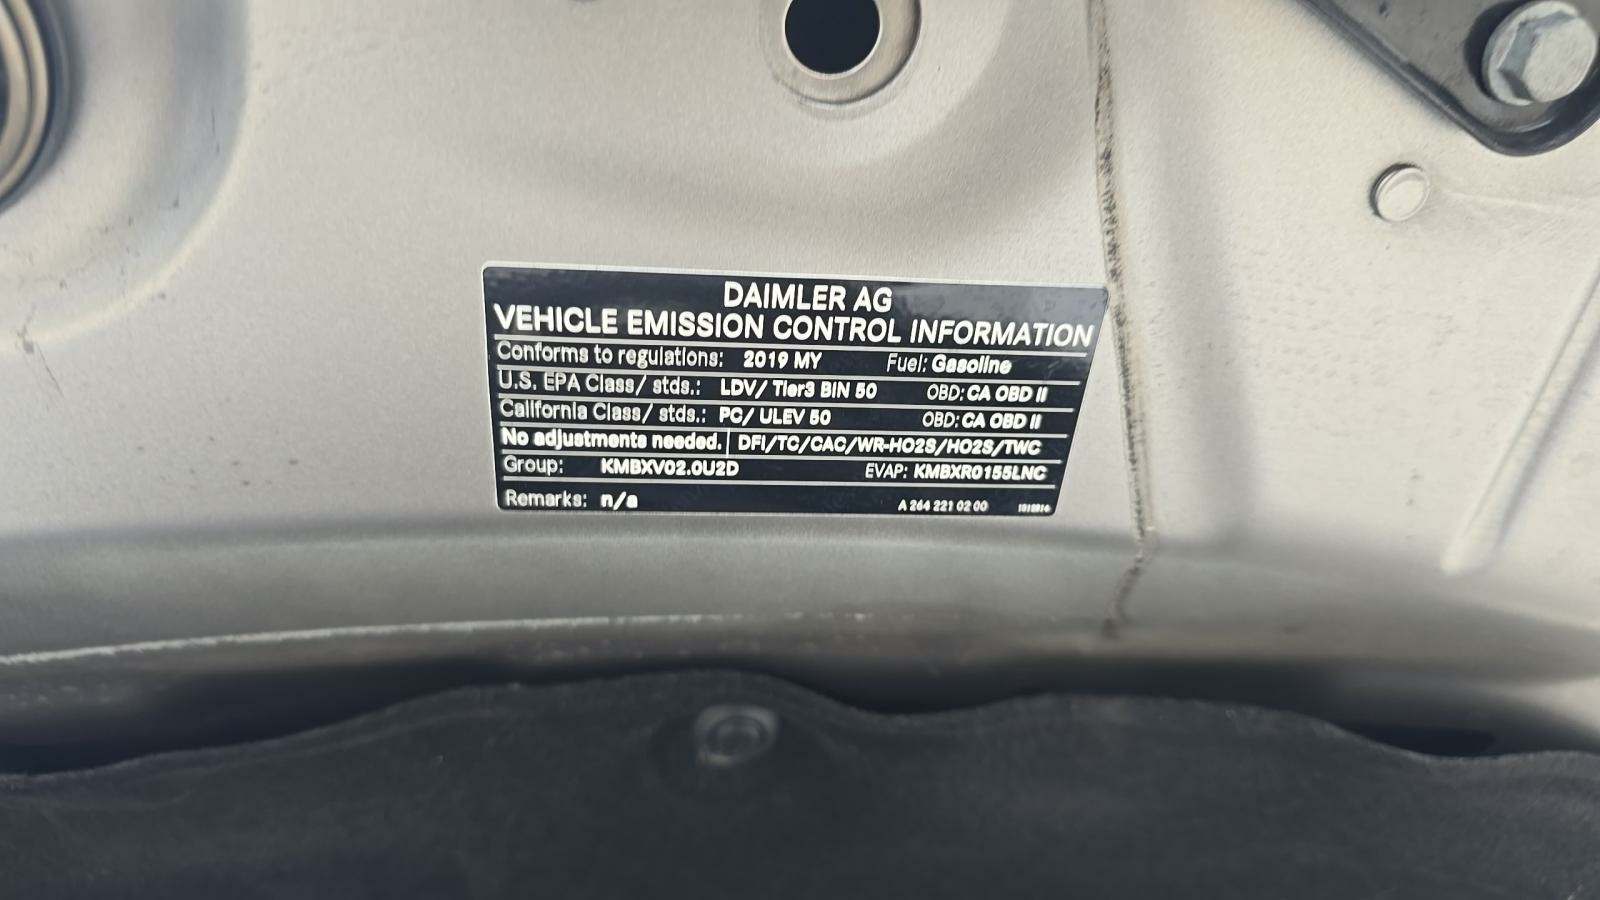 DAIMLER AG
VEHICLE EMISSION CONTROL INFORMATION
Conforms to regulations: 2019 MY Fuel: Gasoline
U.S. EPA Class/ stds.: LDV/ Tier3 BIN 50 OBD: CA OBD II
California Class/ stds.: PC/ ULEV 50 OBD: CA OBD II
No adjustments needed. DFI/TC/CAC/WR-HO2S/HO2S/TWC
Group: KMBXV02.0U2D EVAP: KMBXR0155LNC
Remarks: n/a A 264 221 02 00